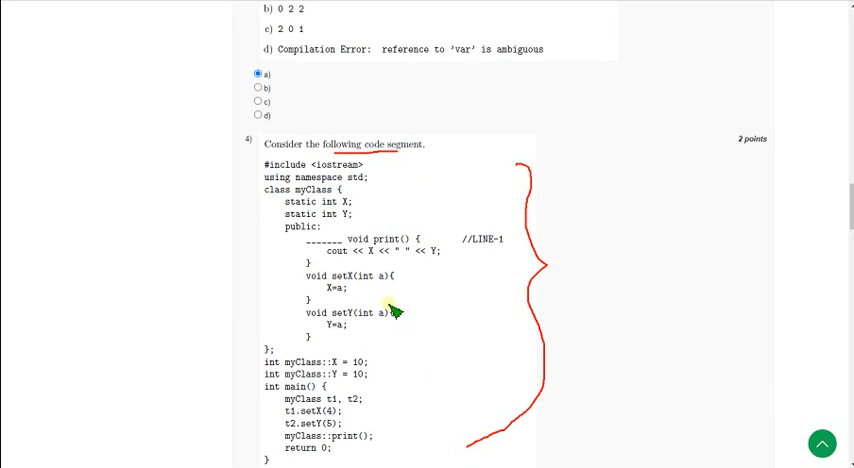 b) 0 2 2
c) 2 0 1
d) Compilation Error: reference to 'var' is ambiguous
a)
b)
c)
d)
4) Consider the following code segment. 2 points
#include <iostream>
using namespace std;
class myClass {
static int X;
static int Y;
public:
_______ void print() { //LINE-1
cout << X << " " << Y;
}
void setX(int a){
X=a;
}
void setY(int a){
Y=a;
}
};
int myClass::X = 10;
int myClass::Y = 10;
int main() {
myClass t1, t2;
t1.setX(4);
t2.setY(5);
myClass::print();
return 0;
}